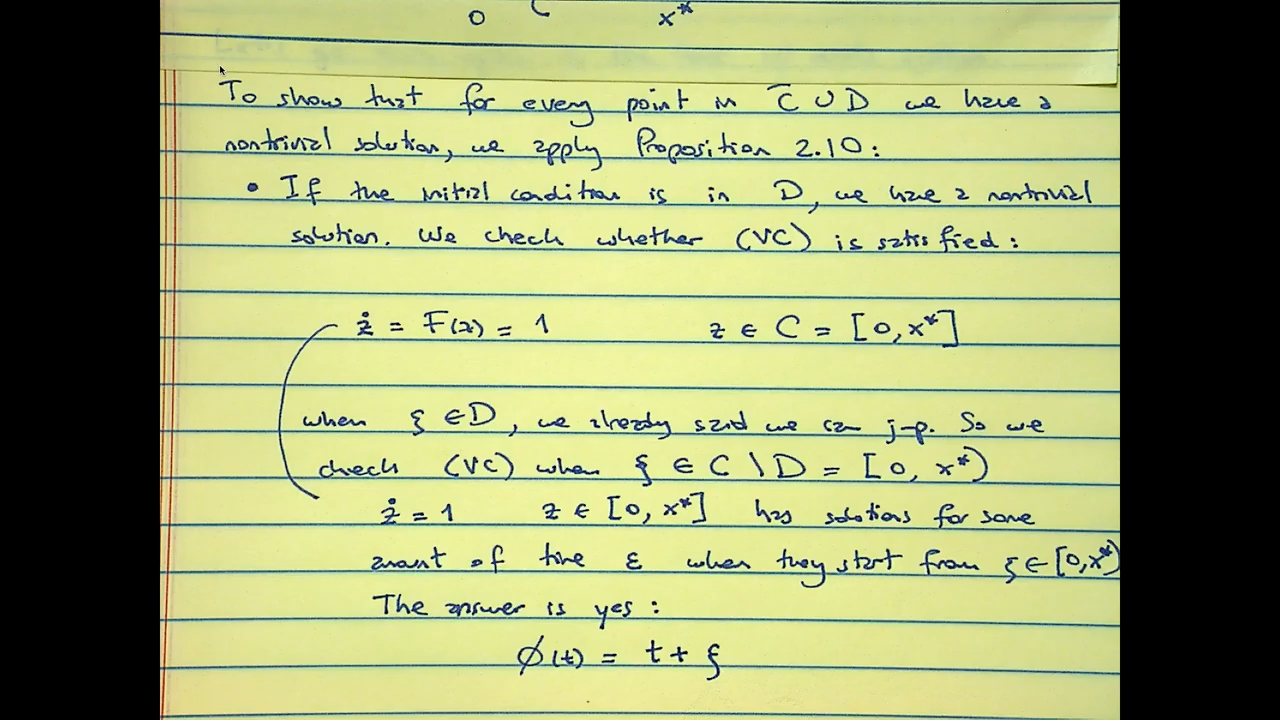 0 x*
To show that for every point in C̄ ∪ D we have a
nontrivial solution, we apply Proposition 2.10:
• If the initial condition is in D, we have a nontrivial
solution. We check whether (VC) is satisfied:
ż = F(z) = 1 z ∈ C = [0, x*]
when ξ ∈ D, we already said we can jump. So we
check (VC) when ξ ∈ C \ D = [0, x*)
ż = 1 z ∈ [0, x*] has solutions for some
amount of time ε when they start from ξ ∈ [0, x*)
The answer is yes:
ϕ(t) = t + ξ